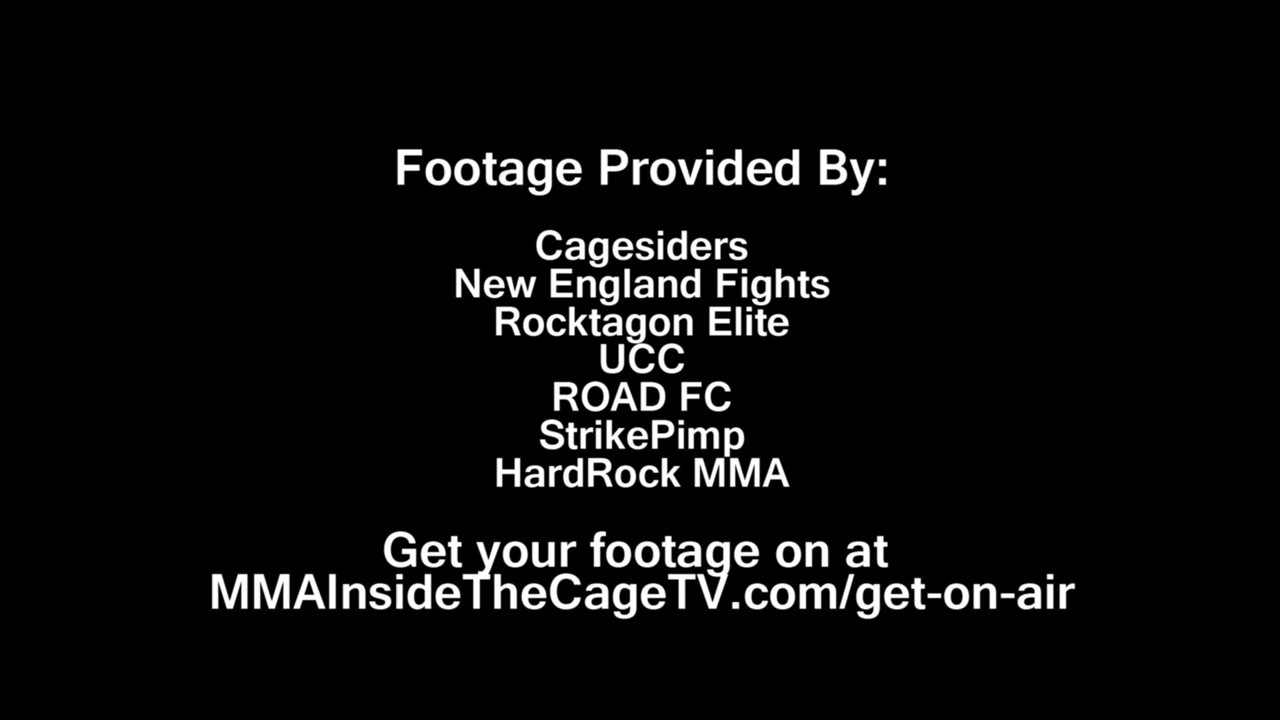 Footage Provided By:
Cagesiders
New England Fights
Rocktagon Elite
UCC
ROAD FC
StrikePimp
HardRock MMA
Get your footage on at
MMAInsideTheCageTV.com/get-on-air